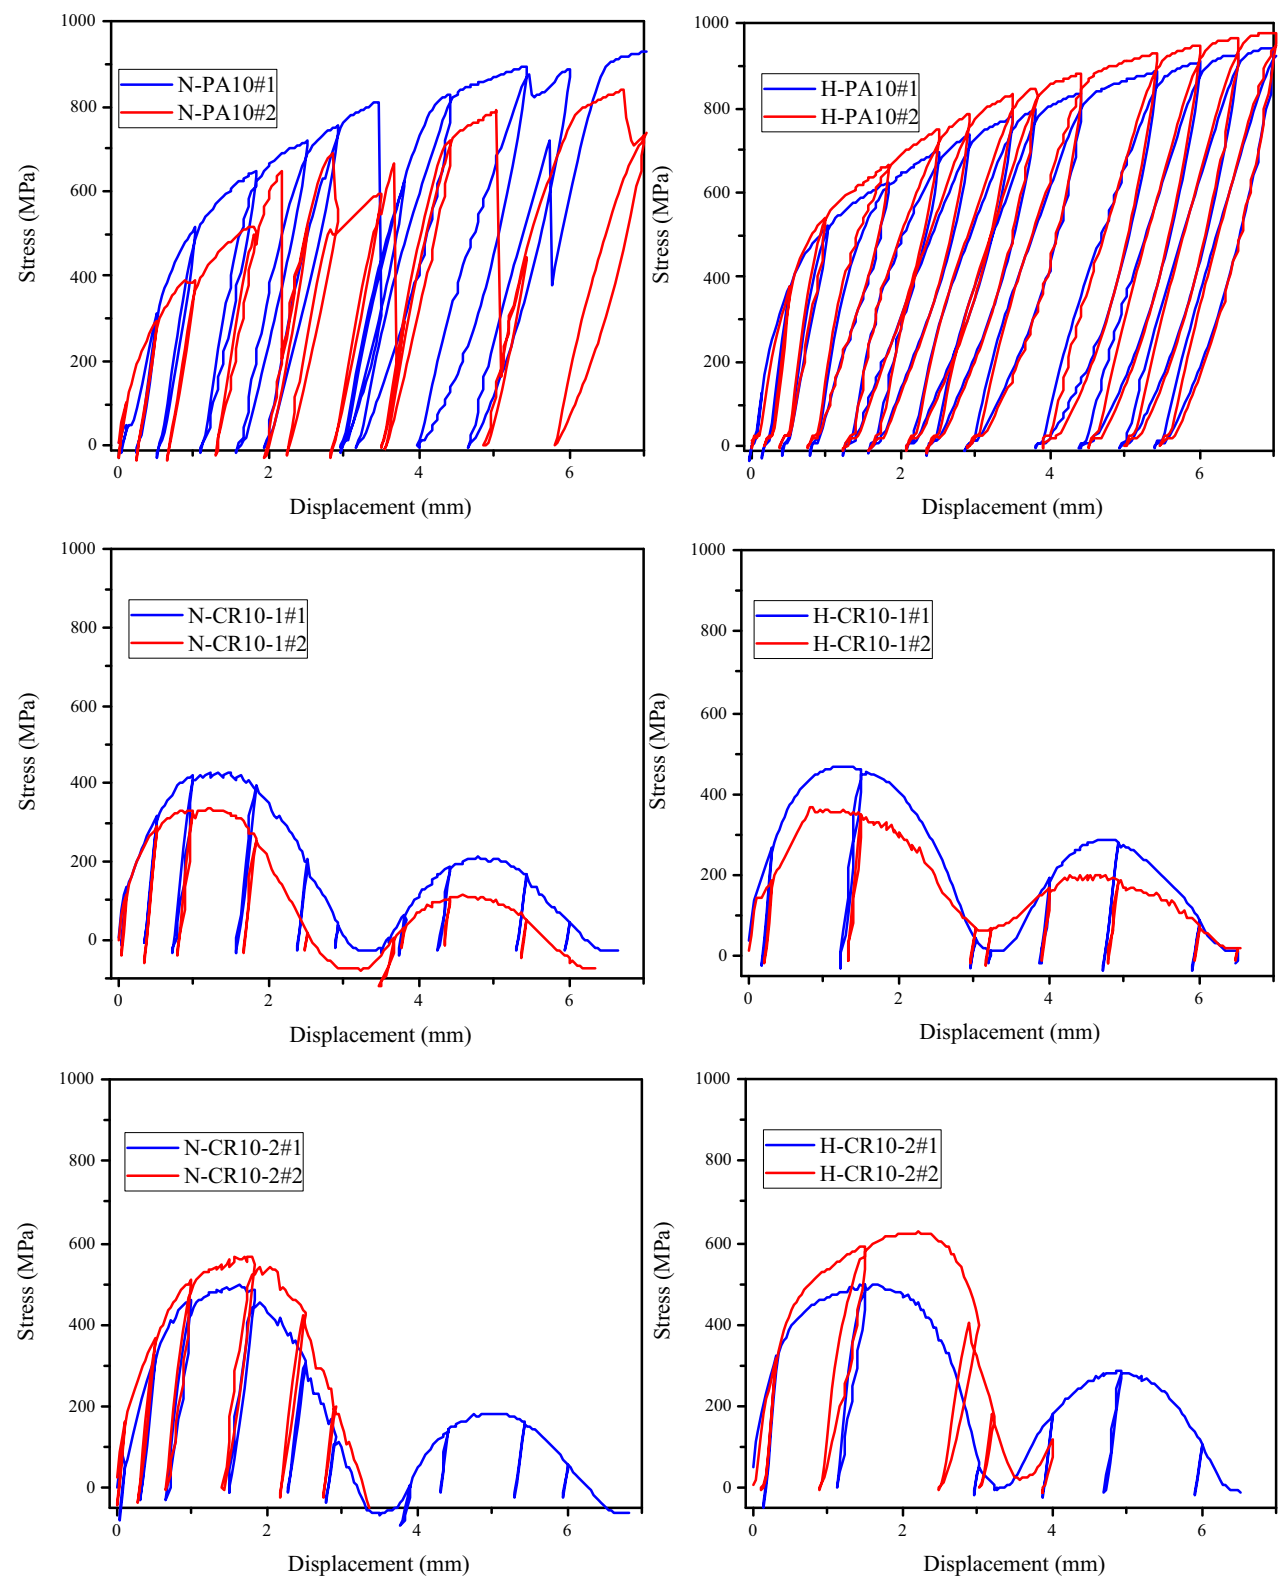 1000
800
600
400
200
0
Stress (MPa)
N-PA10#1
N-PA10#2
0 2 4 6
Displacement (mm)
1000
800
600
400
200
0
Stress (MPa)
H-PA10#1
H-PA10#2
0 2 4 6
Displacement (mm)
1000
800
600
400
200
0
Stress (MPa)
N-CR10-1#1
N-CR10-1#2
0 2 4 6
Displacement (mm)
1000
800
600
400
200
0
Stress (MPa)
H-CR10-1#1
H-CR10-1#2
0 2 4 6
Displacement (mm)
1000
800
600
400
200
0
Stress (MPa)
N-CR10-2#1
N-CR10-2#2
0 2 4 6
Displacement (mm)
1000
800
600
400
200
0
Stress (MPa)
H-CR10-2#1
H-CR10-2#2
0 2 4 6
Displacement (mm)